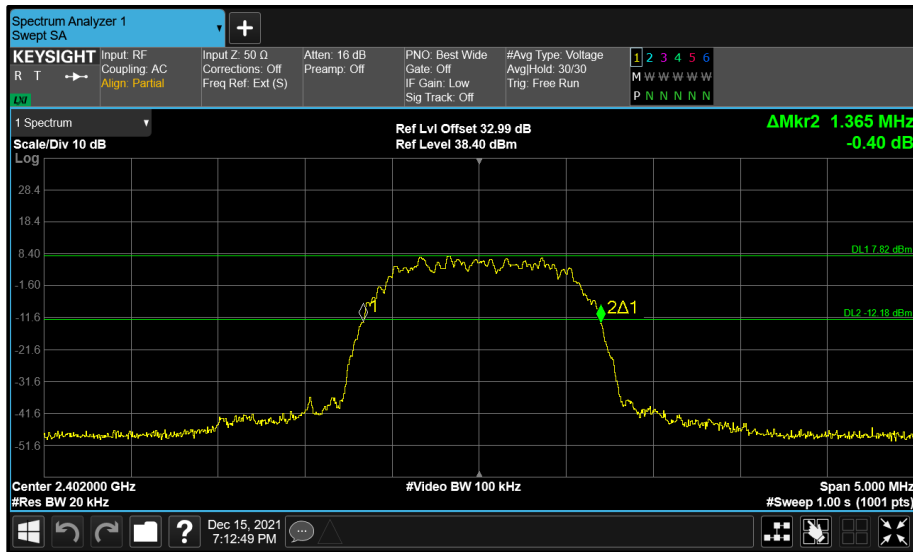 Spectrum Analyzer 1
Swept SA
+
KEYSIGHT
R T
LXI
Input: RF
Coupling: AC
Align: Partial
Input Z: 50 Ω
Corrections: Off
Freq Ref: Ext (S)
Atten: 16 dB
Preamp: Off
PNO: Best Wide
Gate: Off
IF Gain: Low
Sig Track: Off
#Avg Type: Voltage
Avg|Hold: 30/30
Trig: Free Run
1 2 3 4 5 6
M W W W W W
P N N N N N
1 Spectrum
Scale/Div 10 dB
Ref Lvl Offset 32.99 dB
Ref Level 38.40 dBm
ΔMkr2 1.365 MHz
-0.40 dB
Log
28.4
18.4
8.40
DL1 7.82 dBm
-1.60
1
2Δ1
-11.6
DL2 -12.18 dBm
-21.6
-31.6
-41.6
-51.6
Center 2.402000 GHz
#Video BW 100 kHz
Span 5.000 MHz
#Res BW 20 kHz
#Sweep 1.00 s (1001 pts)
?
Dec 15, 2021
7:12:49 PM